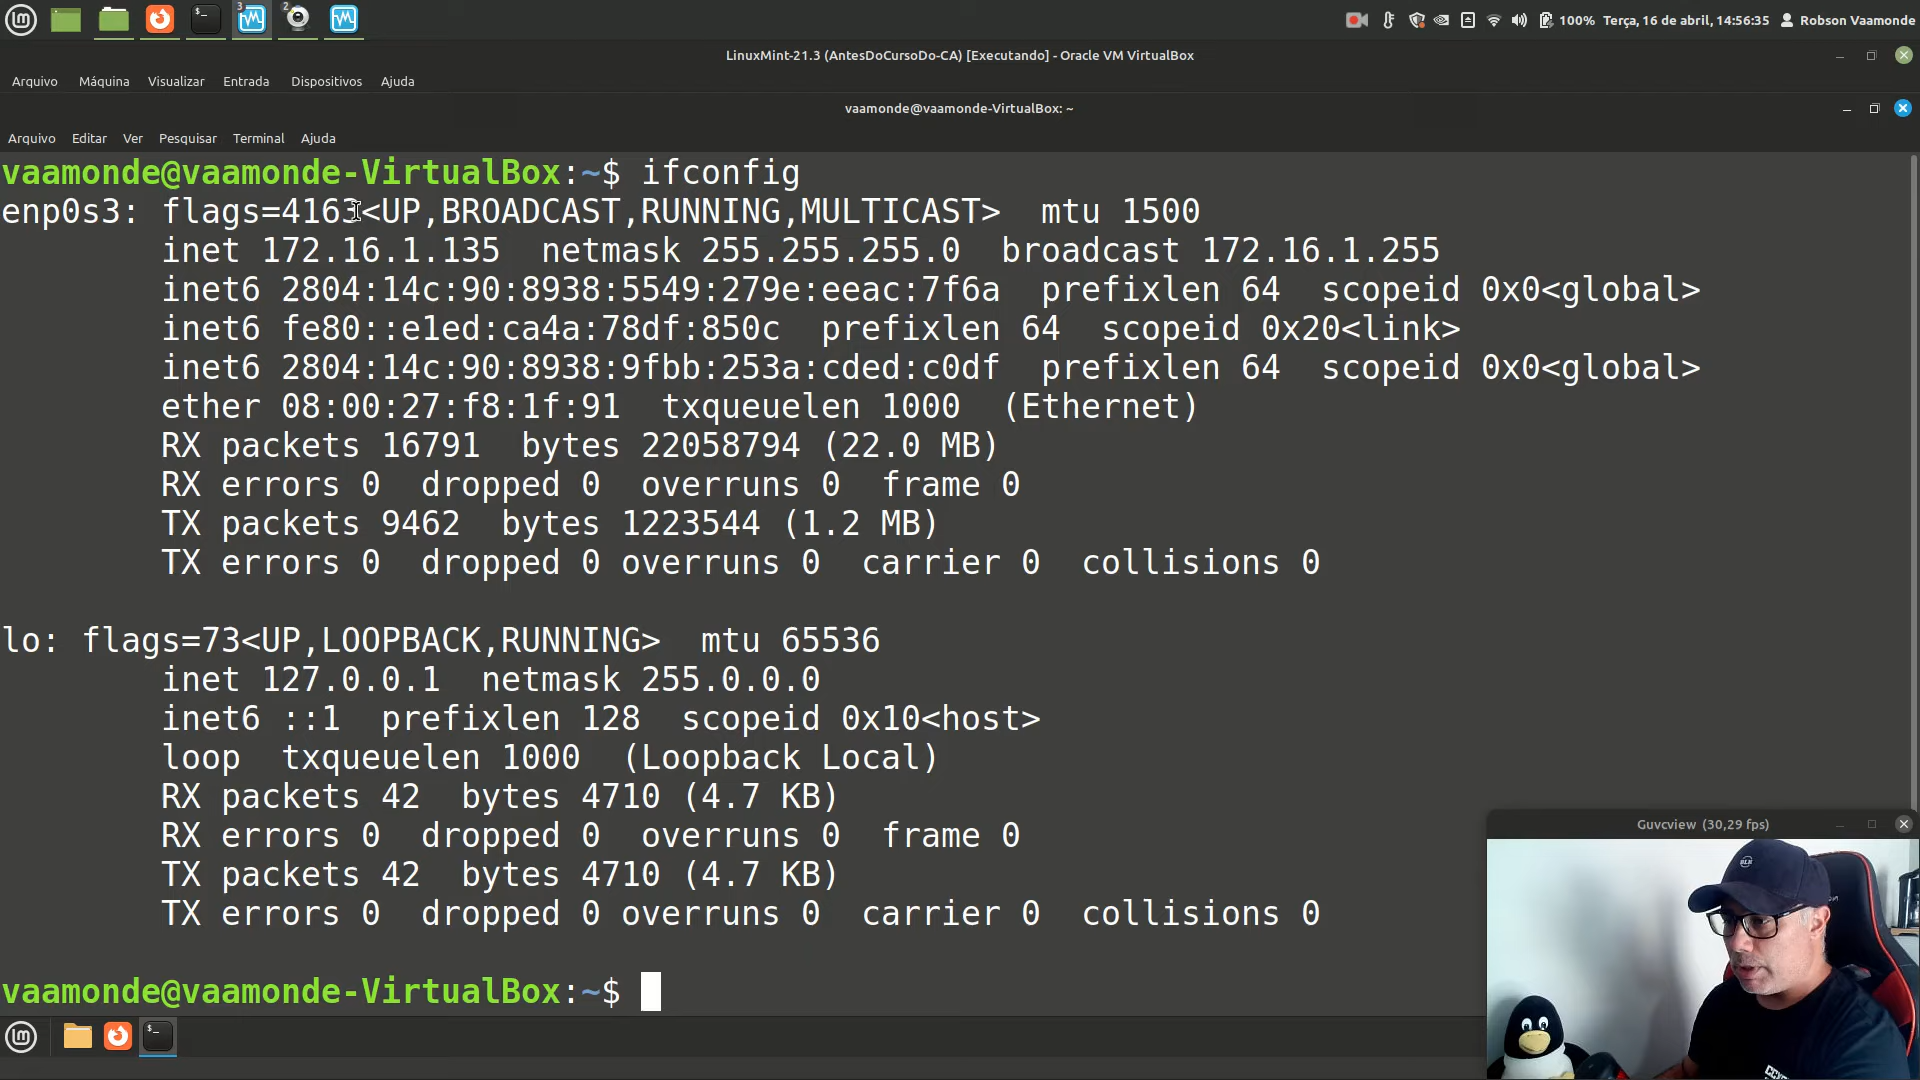 100% Terça, 16 de abril, 14:56:35 Robson Vaamonde
LinuxMint-21.3 (AntesDoCursoDo-CA) [Executando] - Oracle VM VirtualBox
Arquivo Máquina Visualizar Entrada Dispositivos Ajuda
vaamonde@vaamonde-VirtualBox: ~
Arquivo Editar Ver Pesquisar Terminal Ajuda
vaamonde@vaamonde-VirtualBox:~$ ifconfig
enp0s3: flags=4163<UP,BROADCAST,RUNNING,MULTICAST>  mtu 1500
        inet 172.16.1.135  netmask 255.255.255.0  broadcast 172.16.1.255
        inet6 2804:14c:90:8938:5549:279e:eeac:7f6a  prefixlen 64  scopeid 0x0<global>
        inet6 fe80::e1ed:ca4a:78df:850c  prefixlen 64  scopeid 0x20<link>
        inet6 2804:14c:90:8938:9fbb:253a:cded:c0df  prefixlen 64  scopeid 0x0<global>
        ether 08:00:27:f8:1f:91  txqueuelen 1000  (Ethernet)
        RX packets 16791  bytes 22058794 (22.0 MB)
        RX errors 0  dropped 0  overruns 0  frame 0
        TX packets 9462  bytes 1223544 (1.2 MB)
        TX errors 0  dropped 0 overruns 0  carrier 0  collisions 0
lo: flags=73<UP,LOOPBACK,RUNNING>  mtu 65536
        inet 127.0.0.1  netmask 255.0.0.0
        inet6 ::1  prefixlen 128  scopeid 0x10<host>
        loop  txqueuelen 1000  (Loopback Local)
        RX packets 42  bytes 4710 (4.7 KB)
        RX errors 0  dropped 0  overruns 0  frame 0
        TX packets 42  bytes 4710 (4.7 KB)
        TX errors 0  dropped 0 overruns 0  carrier 0  collisions 0
vaamonde@vaamonde-VirtualBox:~$
Guvcview (30,29 fps)